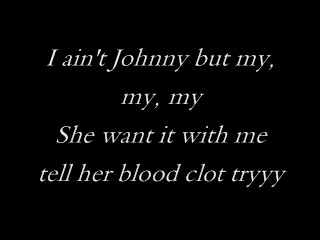 I ain't Johnny but my,
my, my
She want it with me
tell her blood clot tryyy